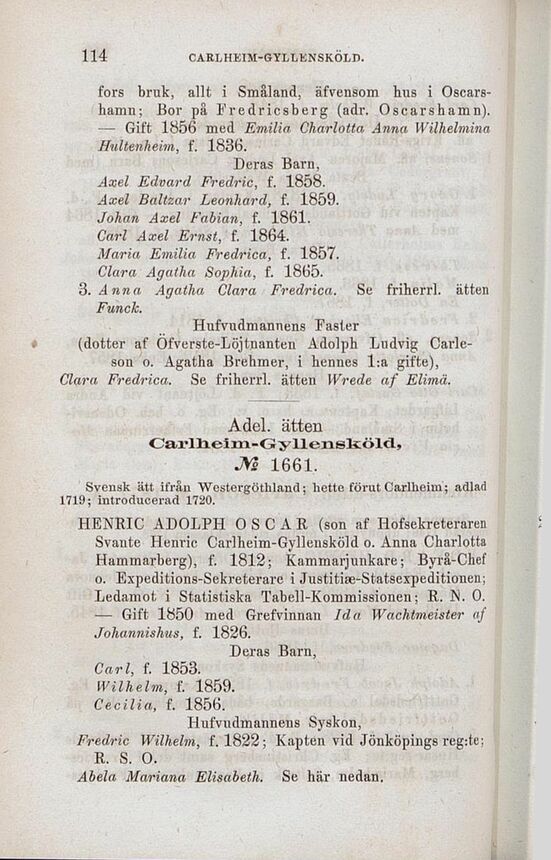 114
CARLHEIM-GYLLENSKÖLD.
fors bruk, allt i Småland, äfvensom hus i Oscars-
hamn; Bor på Fredricsberg (adr. Oscarshamn).
— Gift 1856 med Emilia Charlotta Anna Wilhelmina
Hultenheim, f. 1836.
Deras Barn,
Axel Edvard Fredric, f. 1858.
Axel Baltzar Leonhard, f. 1859.
Johan Axel Fabian, f. 1861.
Carl Axel Ernst, f. 1864.
Maria Emilia Fredrica, f. 1857.
Clara Agatha Sophia, f. 1865.
3. Anna Agatha Clara Fredrica. Se friherrl. ätten
Funck.
Hufvudmannens Faster
(dotter af Öfverste-Löjtnanten Adolph Ludvig Carle-
son o. Agatha Brehmer, i hennes 1:a gifte),
Clara Fredrica. Se friherrl. ätten Wrede af Elimä.
Adel. ätten
Carlheim-Gyllensköld,
№ 1661.
Svensk ätt ifrån Westergöthland; hette förut Carlheim; adlad
1719; introducerad 1720.
HENRIC ADOLPH OSCAR (son af Hofsekreteraren
Svante Henric Carlheim-Gyllensköld o. Anna Charlotta
Hammarberg), f. 1812; Kammarjunkare; Byrå-Chef
o. Expeditions-Sekreterare i Justitiæ-Statsexpeditionen;
Ledamot i Statistiska Tabell-Kommissionen; R. N. O.
— Gift 1850 med Grefvinnan Ida Wachtmeister af
Johannishus, f. 1826.
Deras Barn,
Carl, f. 1853.
Wilhelm, f. 1859.
Cecilia, f. 1856.
Hufvudmannens Syskon,
Fredric Wilhelm, f. 1822; Kapten vid Jönköpings reg:te;
R. S. O.
Abela Mariana Elisabeth. Se här nedan.